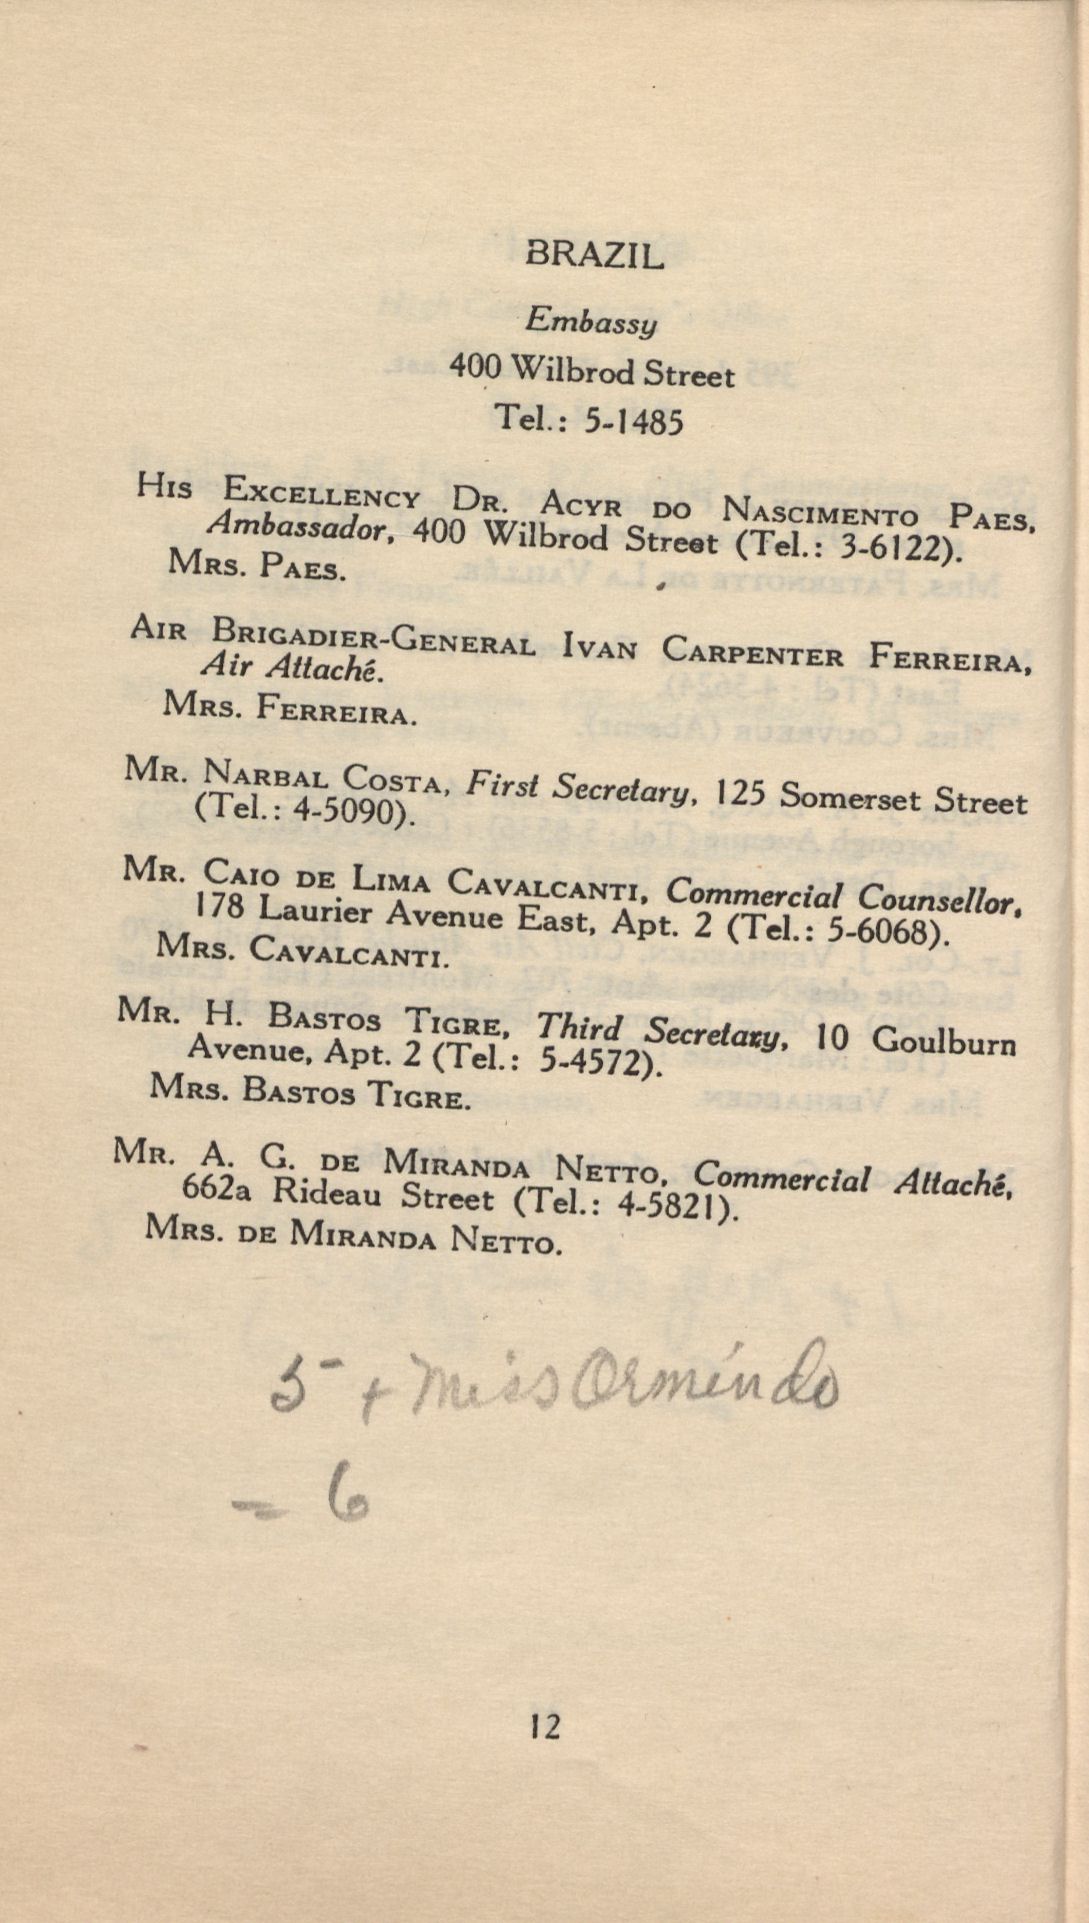 BRAZIL
Embassy
400 Wilbrod Street
Tel.: 5-1485
HIS EXCELLENCY DR. ACYR DO NASCIMENTO PAES,
Ambassador, 400 Wilbrod Street (Tel.: 3-6122).
MRS. PAES.
AIR BRIGADIER-GENERAL IVAN CARPENTER FERREIRA,
Air Attaché.
MRS. FERREIRA.
MR. NARBAL COSTA, First Secretary, 125 Somerset Street
(Tel.: 4-5090).
MR. CAIO DE LIMA CAVALCANTI, Commercial Counsellor,
178 Laurier Avenue East, Apt. 2 (Tel.: 5-6068).
MRS. CAVALCANTI.
MR. H. BASTOS TIGRE, Third Secretary, 10 Goulburn
Avenue, Apt. 2 (Tel.: 5-4572).
MRS. BASTOS TIGRE.
MR. A. G. DE MIRANDA NETTO, Commercial Attaché,
662a Rideau Street (Tel.: 4-5821).
MRS. DE MIRANDA NETTO.
5 + Miss Ormindo
= 6
12